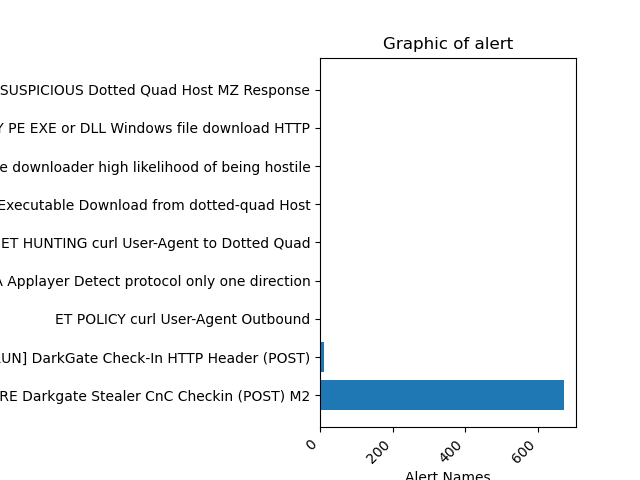 Graphic of alert
SUSPICIOUS Dotted Quad Host MZ Response
Y PE EXE or DLL Windows file download HTTP
e downloader high likelihood of being hostile
Executable Download from dotted-quad Host
ET HUNTING curl User-Agent to Dotted Quad
A Applayer Detect protocol only one direction
ET POLICY curl User-Agent Outbound
UN] DarkGate Check-In HTTP Header (POST)
RE Darkgate Stealer CnC Checkin (POST) M2
0 200 400 600
Alert Names